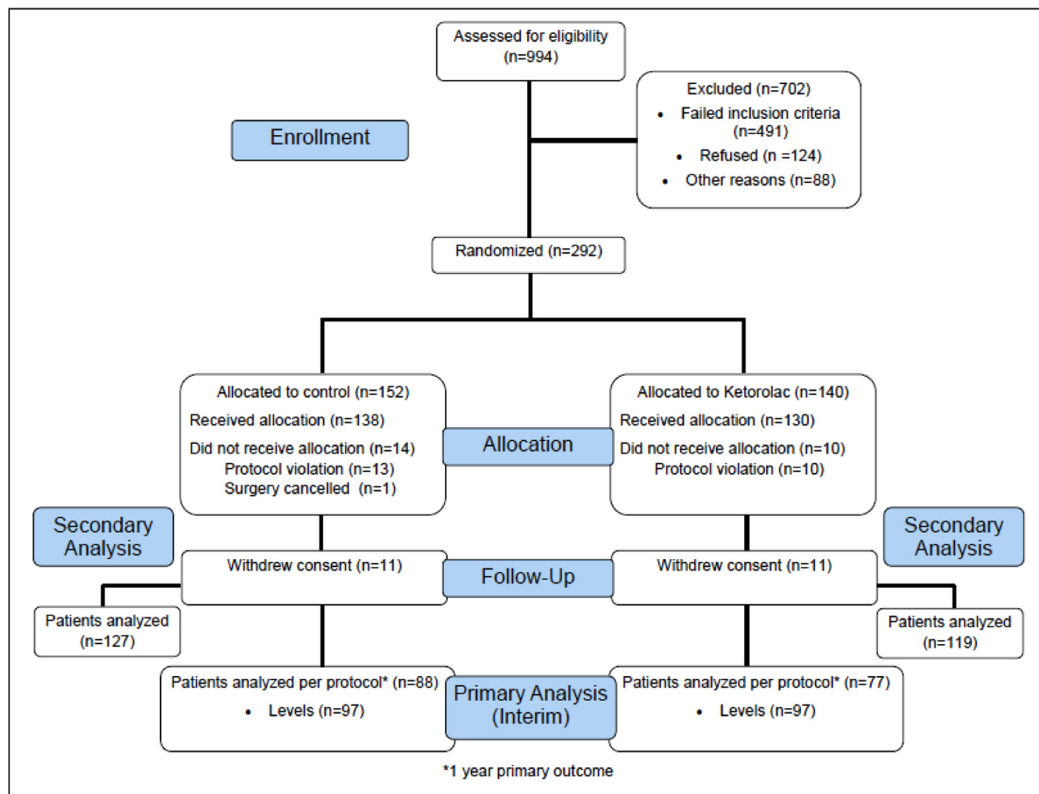 Assessed for eligibility
(n=994)
Excluded (n=702)
• Failed inclusion criteria
(n=491)
• Refused (n =124)
• Other reasons (n=88)
Enrollment
Randomized (n=292)
Allocated to control (n=152)
Received allocation (n=138)
Did not receive allocation (n=14)
Protocol violation (n=13)
Surgery cancelled (n=1)
Allocation
Allocated to Ketorolac (n=140)
Received allocation (n=130)
Did not receive allocation (n=10)
Protocol violation (n=10)
Secondary
Analysis
Secondary
Analysis
Withdrew consent (n=11)
Follow-Up
Withdrew consent (n=11)
Patients analyzed
(n=127)
Patients analyzed
(n=119)
Patients analyzed per protocol* (n=88)
• Levels (n=97)
Primary Analysis
(Interim)
Patients analyzed per protocol* (n=77)
• Levels (n=97)
*1 year primary outcome